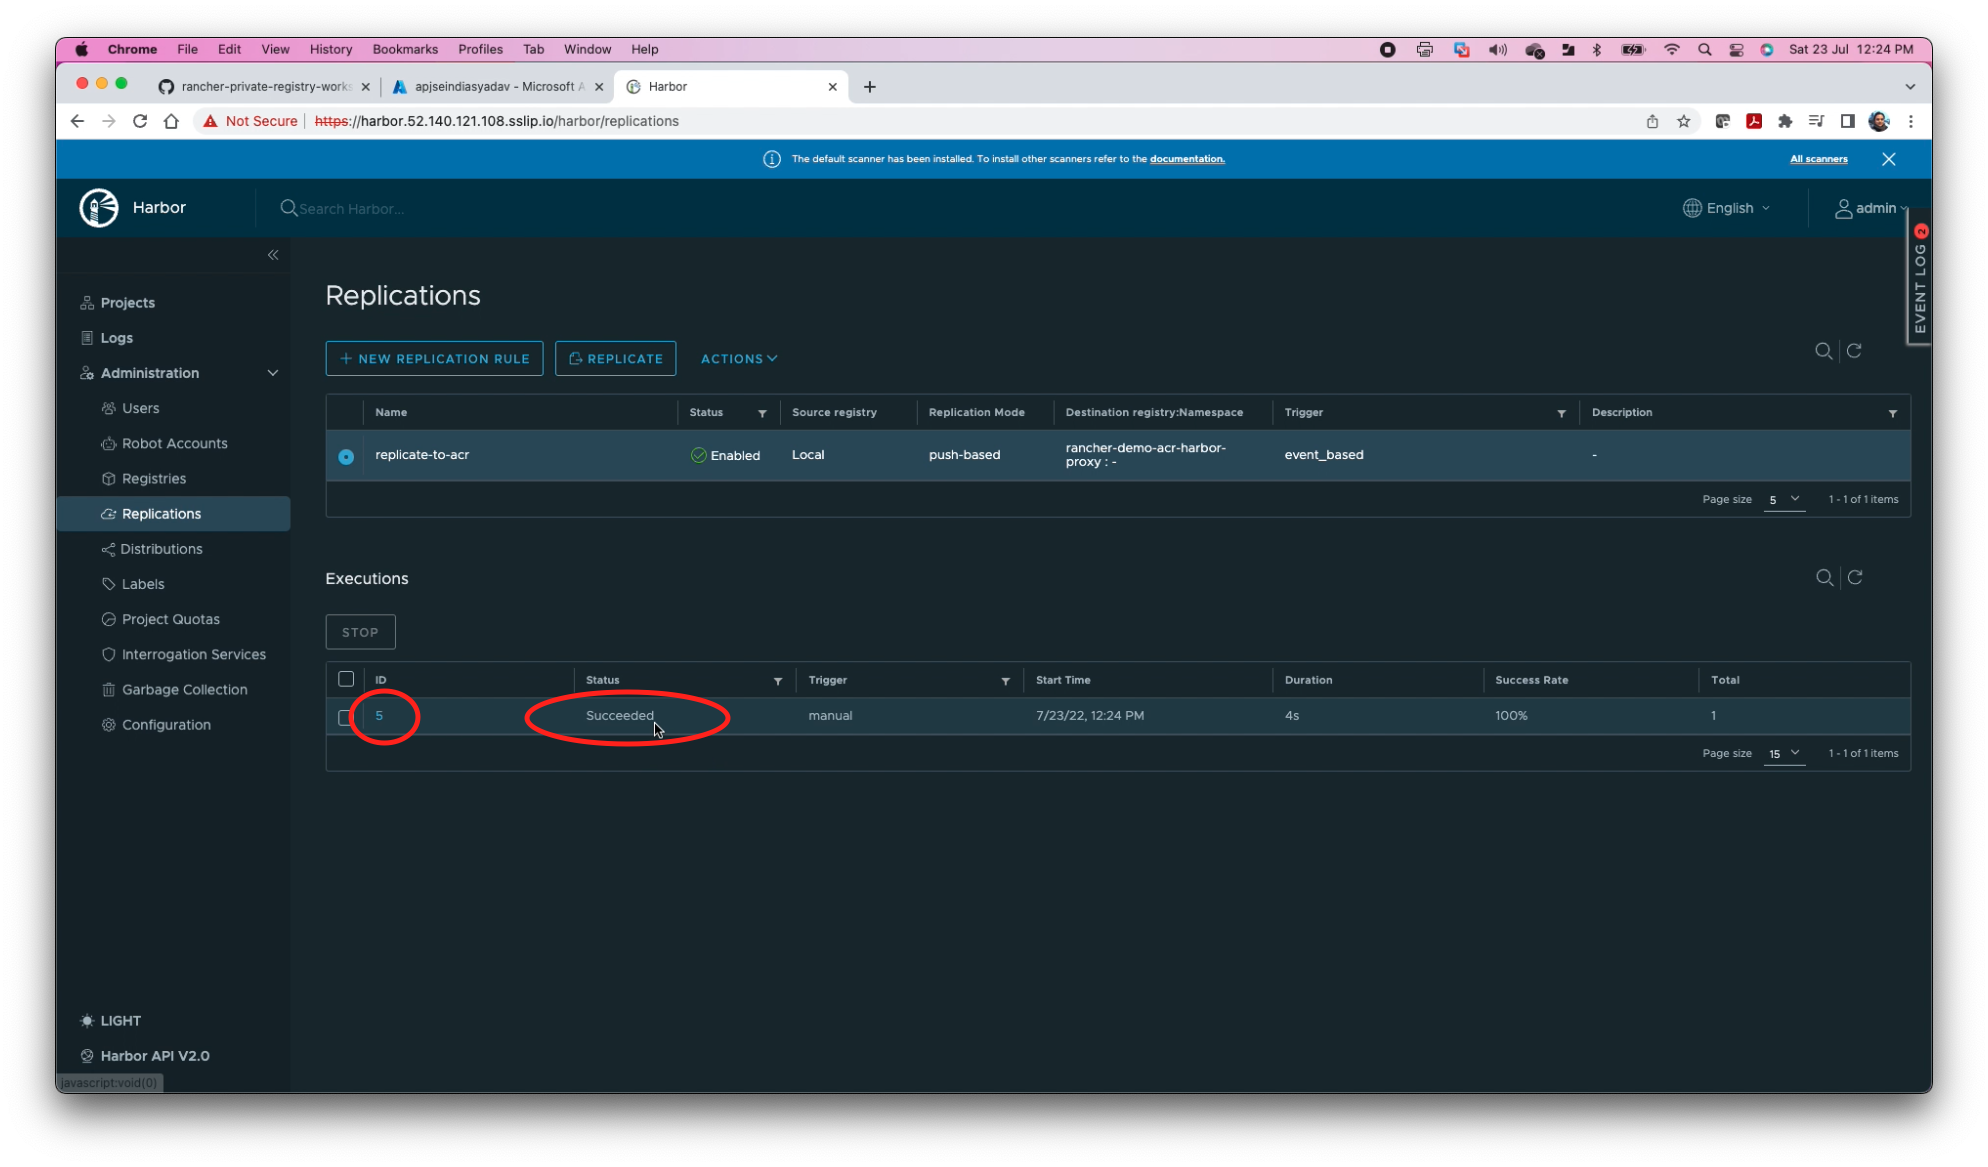 Chrome File Edit View History Bookmarks Profiles Tab Window Help Sat 23 Jul 12:24 PM
rancher-private-registry-works apjseindiasyadav - Microsoft A Harbor
Not Secure https://harbor.52.140.121.108.sslip.io/harbor/replications
The default scanner has been installed. To install other scanners refer to the documentation. All scanners
Harbor Search Harbor... English admin
EVENT LOG 2
Projects
Logs
Administration
Users
Robot Accounts
Registries
Replications
Distributions
Labels
Project Quotas
Interrogation Services
Garbage Collection
Configuration
LIGHT
Harbor API V2.0
javascript:void(0)
Replications
NEW REPLICATION RULE REPLICATE ACTIONS
Name Status Source registry Replication Mode Destination registry:Namespace Trigger Description
replicate-to-acr Enabled Local push-based rancher-demo-acr-harbor- event_based -
proxy : -
Page size 5 1 - 1 of 1 items
Executions
STOP
ID Status Trigger Start Time Duration Success Rate Total
5 Succeeded manual 7/23/22, 12:24 PM 4s 100% 1
Page size 15 1 - 1 of 1 items